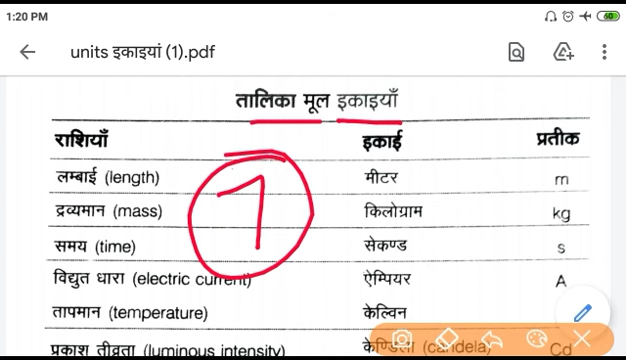 1:20 PM 60
units इकाइयां (1).pdf
तालिका मूल इकाइयाँ
राशियाँ इकाई प्रतीक
लम्बाई (length) मीटर m
द्रव्यमान (mass) किलोग्राम kg
समय (time) सेकण्ड s
विद्युत धारा (electric current) ऐम्पियर A
तापमान (temperature) केल्विन
प्रकाश तीव्रता (luminous intensity) केण्डिला (candela) Cd
7